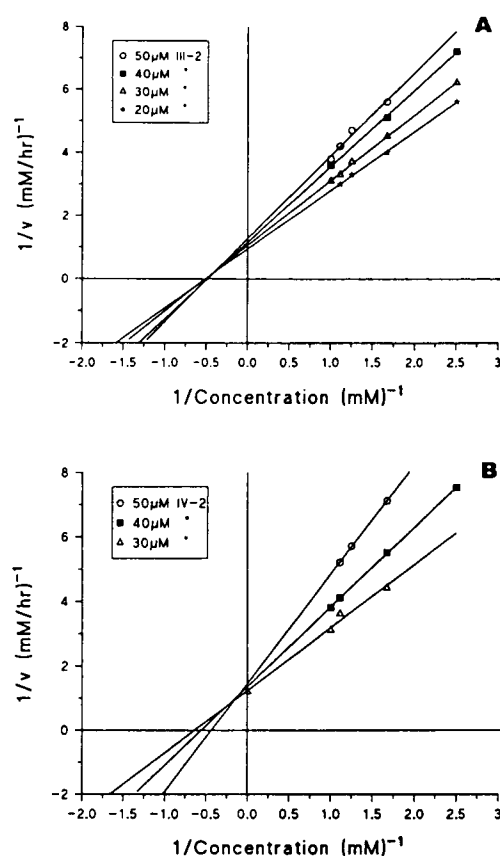 A
50μM III-2
40μM "
30μM "
20μM "
1/v (mM/hr)⁻¹
8
6
4
2
0
-2
-2.0 -1.5 -1.0 -0.5 0.0 0.5 1.0 1.5 2.0 2.5 3
1/Concentration (mM)⁻¹
B
50μM IV-2
40μM "
30μM "
1/v (mM/hr)⁻¹
8
6
4
2
0
-2
-2.0 -1.5 -1.0 -0.5 0.0 0.5 1.0 1.5 2.0 2.5 3
1/Concentration (mM)⁻¹